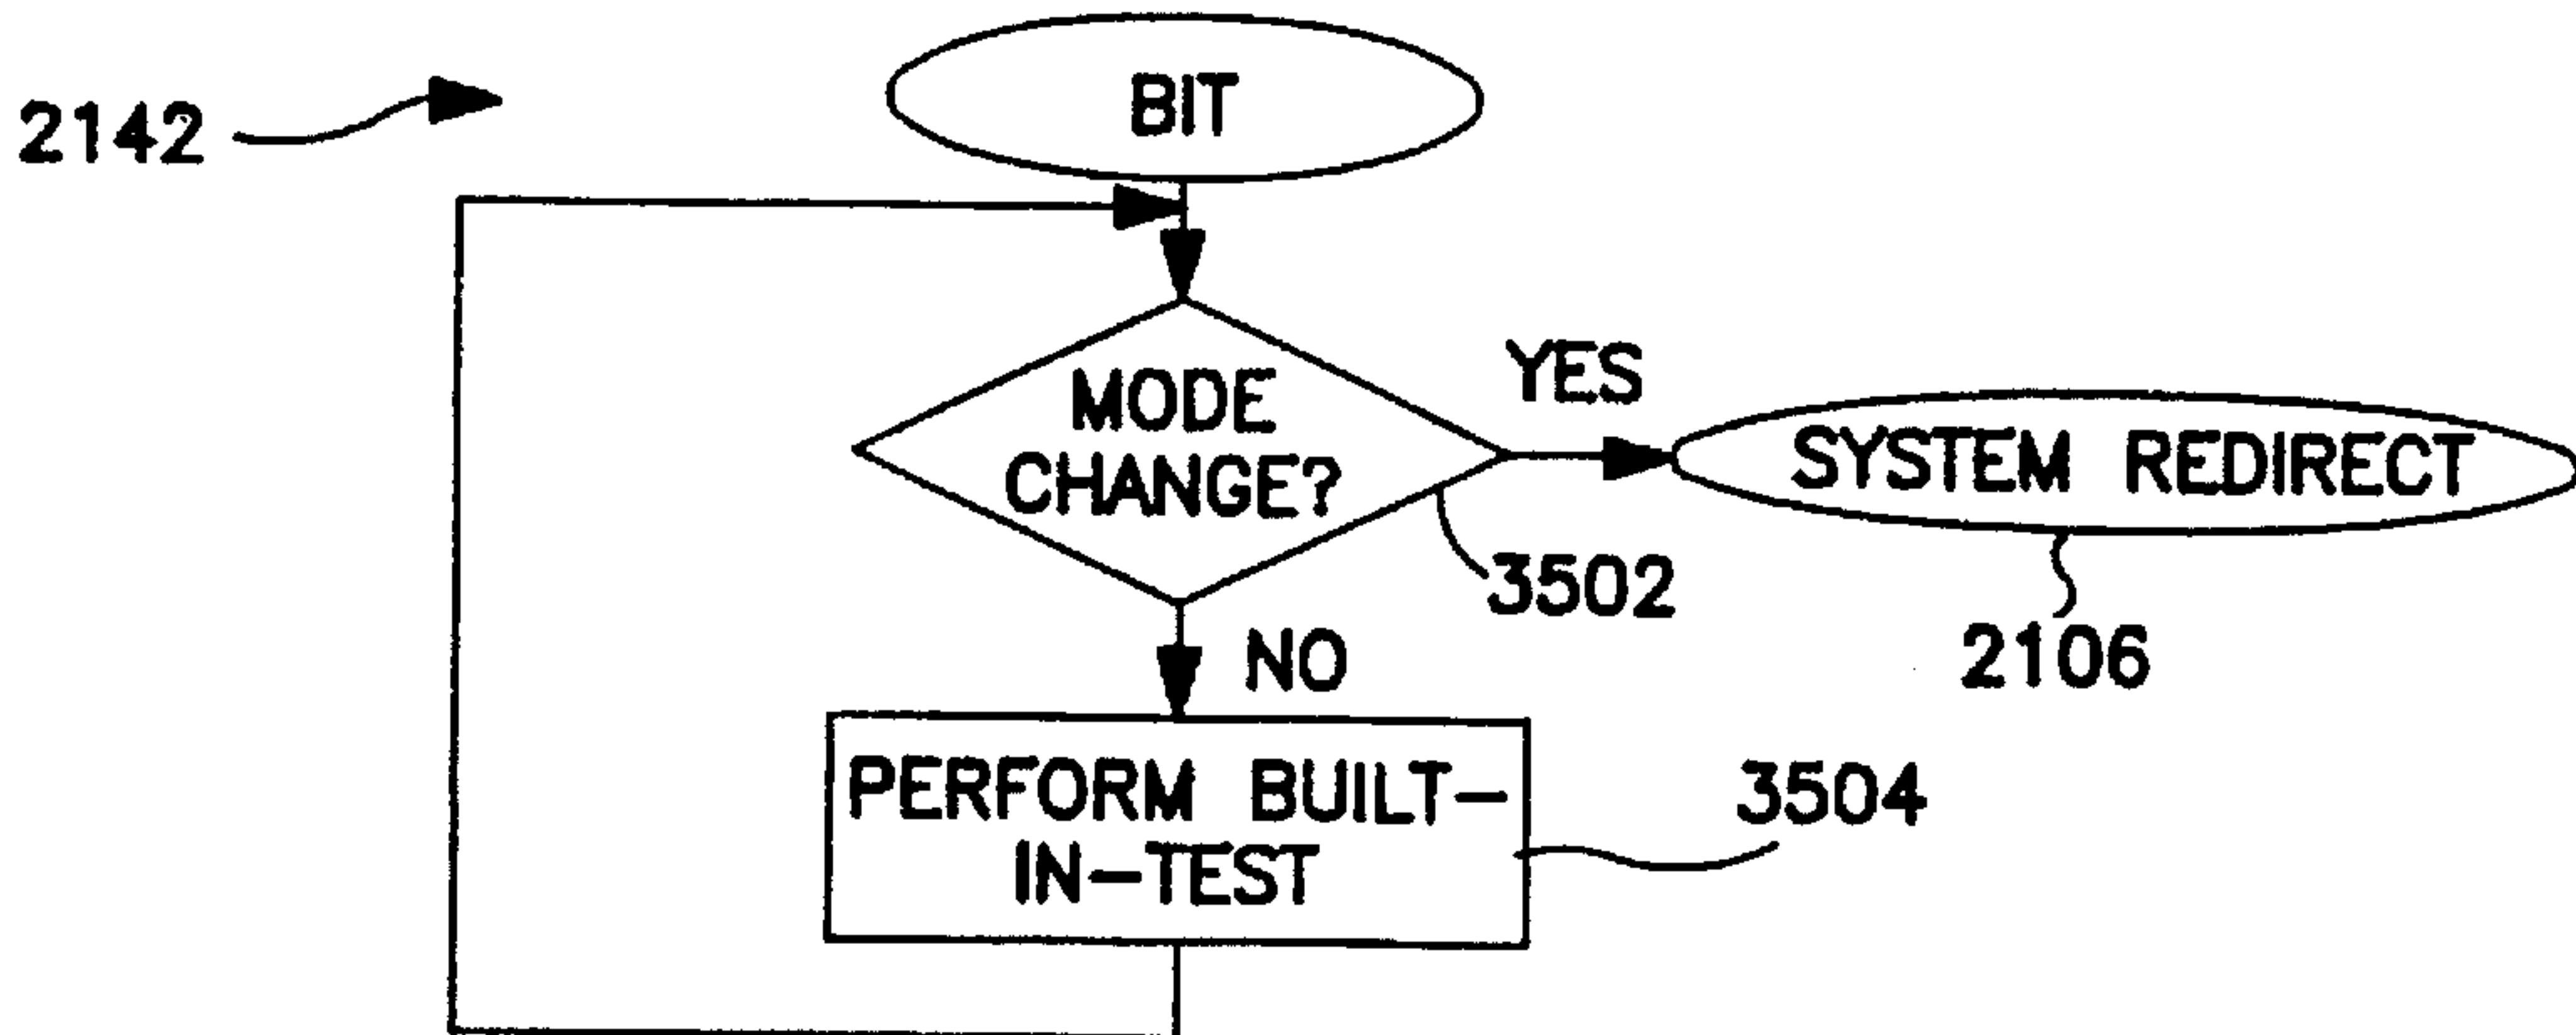 BIT
2142
MODE
CHANGE?
YES
SYSTEM REDIRECT
3502
2106
NO
PERFORM BUILT-
IN-TEST
3504